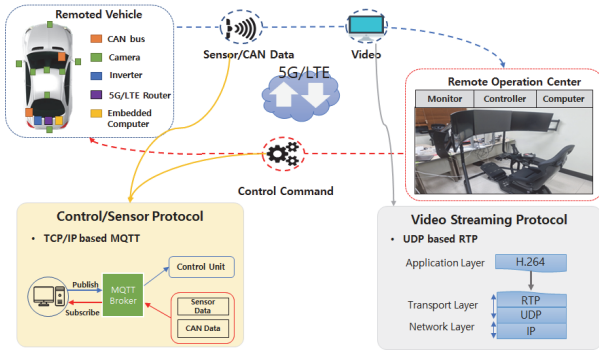 Remoted Vehicle
CAN bus
Camera
Inverter
5G/LTE Router
Embedded
Computer
Sensor/CAN Data
Video
5G/LTE
Remote Operation Center
Monitor
Controller
Computer
Control Command
Control/Sensor Protocol
• TCP/IP based MQTT
Publish
Subscribe
MQTT
Broker
Control Unit
Sensor
Data
CAN Data
Video Streaming Protocol
• UDP based RTP
Application Layer
H.264
Transport Layer
RTP
UDP
Network Layer
IP